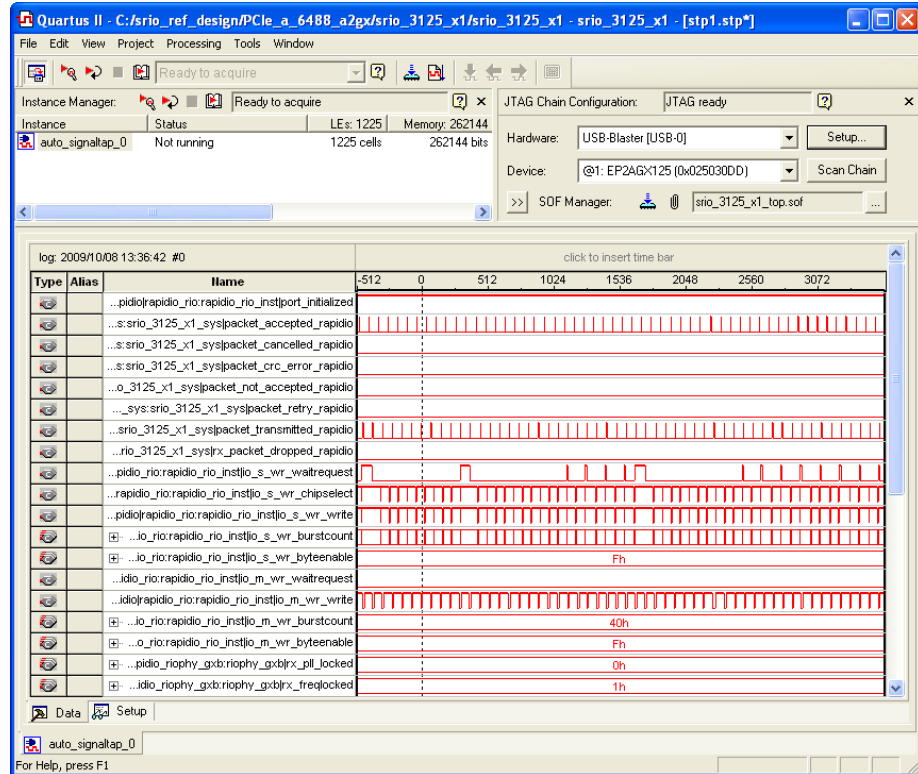 Quartus II - C:/srio_ref_design/PCIe_a_6488_a2gx/srio_3125_x1/srio_3125_x1 - srio_3125_x1 - [stp1.stp*]
File Edit View Project Processing Tools Window
Ready to acquire
Instance Manager: Ready to acquire
JTAG Chain Configuration: JTAG ready
Instance Status LEs: 1225 Memory: 262144
auto_signaltap_0 Not running 1225 cells 262144 bits
Hardware: USB-Blaster [USB-0] Setup...
Device: @1: EP2AGX125 (0x025030DD) Scan Chain
>> SOF Manager: srio_3125_x1_top.sof ...
log: 2009/10/08 13:36:42 #0 click to insert time bar
Type Alias Name -512 0 512 1024 1536 2048 2560 3072
...pidio|rapidio_rio:rapidio_rio_inst|port_initialized
...s:srio_3125_x1_sys|packet_accepted_rapidio
...s:srio_3125_x1_sys|packet_cancelled_rapidio
...s:srio_3125_x1_sys|packet_crc_error_rapidio
...o_3125_x1_sys|packet_not_accepted_rapidio
..._sys:srio_3125_x1_sys|packet_retry_rapidio
...srio_3125_x1_sys|packet_transmitted_rapidio
...rio_3125_x1_sys|rx_packet_dropped_rapidio
...pidio_rio:rapidio_rio_inst|io_s_wr_waitrequest
...rapidio_rio:rapidio_rio_inst|io_s_wr_chipselect
...pidio|rapidio_rio:rapidio_rio_inst|io_s_wr_write
...io_rio:rapidio_rio_inst|io_s_wr_burstcount
...io_rio:rapidio_rio_inst|io_s_wr_byteenable Fh
...idio_rio:rapidio_rio_inst|io_m_wr_waitrequest
...idio|rapidio_rio:rapidio_rio_inst|io_m_wr_write
...io_rio:rapidio_rio_inst|io_m_wr_burstcount 40h
...o_rio:rapidio_rio_inst|io_m_wr_byteenable Fh
...pidio_riophy_gxb:riophy_gxb|rx_pll_locked 0h
...idio_riophy_gxb:riophy_gxb|rx_freqlocked 1h
Data Setup
auto_signaltap_0
For Help, press F1